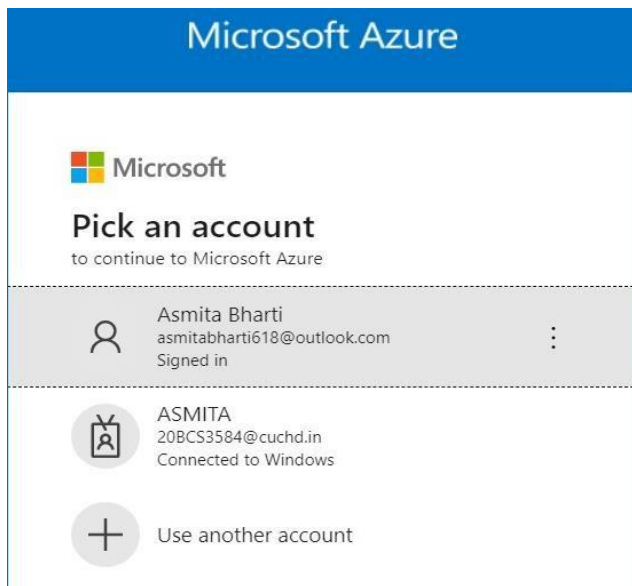 Microsoft Azure
Microsoft
Pick an account
to continue to Microsoft Azure
Asmita Bharti
asmitabharti618@outlook.com
Signed in
ASMITA
20BCS3584@cuchd.in
Connected to Windows
Use another account